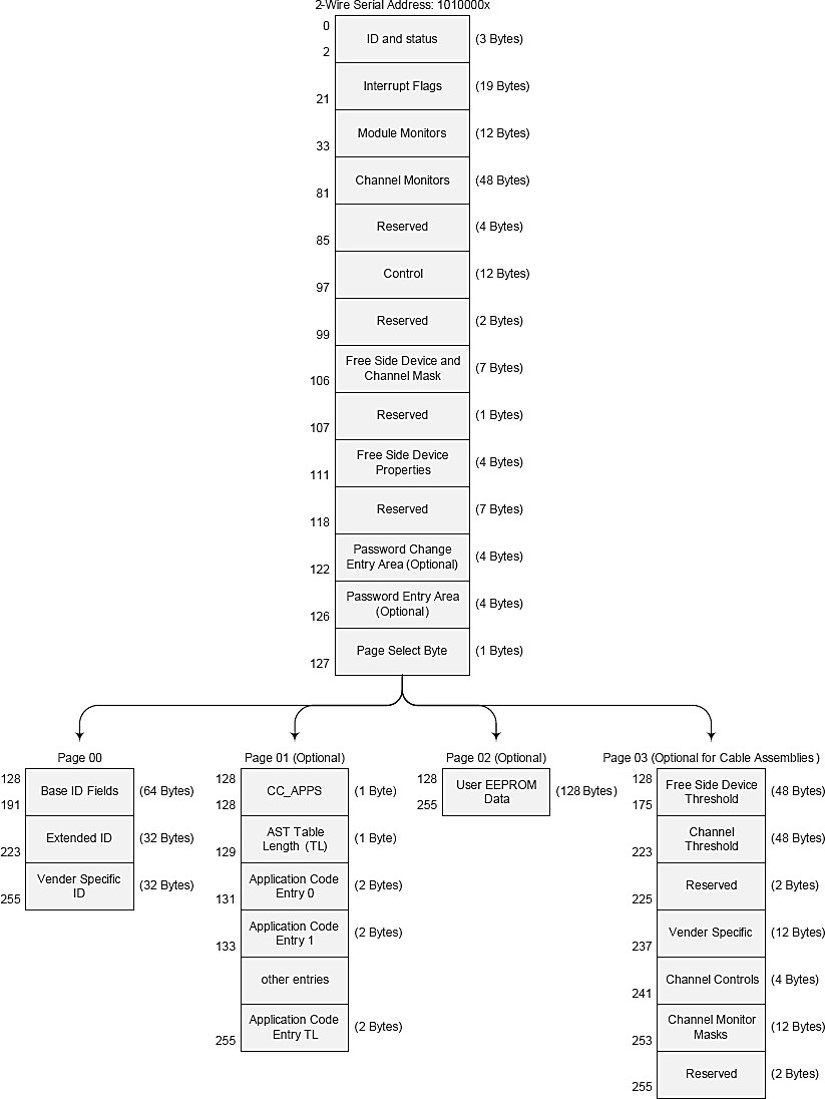 2-Wire Serial Address: 1010000x
0
ID and status (3 Bytes)
2
Interrupt Flags (19 Bytes)
21
Module Monitors (12 Bytes)
33
Channel Monitors (48 Bytes)
81
Reserved (4 Bytes)
85
Control (12 Bytes)
97
Reserved (2 Bytes)
99
Free Side Device and
Channel Mask
(7 Bytes)
106
Reserved (1 Bytes)
107
Free Side Device
Properties
(4 Bytes)
111
Reserved (7 Bytes)
118
Password Change
Entry Area (Optional)
(4 Bytes)
122
Password Entry Area
(Optional)
(4 Bytes)
126
Page Select Byte (1 Bytes)
127
Page 00
128
Base ID Fields (64 Bytes)
191
Extended ID (32 Bytes)
223
Vender Specific
ID
(32 Bytes)
255
Page 01 (Optional)
128
CC_APPS (1 Byte)
128
AST Table
Length (TL)
(1 Byte)
129
Application Code
Entry 0
(2 Bytes)
131
Application Code
Entry 1
(2 Bytes)
133
other entries
Application Code
Entry TL
(2 Bytes)
255
Page 02 (Optional)
128
User EEPROM
Data
(128 Bytes)
255
Page 03 (Optional for Cable Assemblies)
128
Free Side Device
Threshold
(48 Bytes)
175
Channel
Threshold
(48 Bytes)
223
Reserved (2 Bytes)
225
Vender Specific (12 Bytes)
237
Channel Controls (4 Bytes)
241
Channel Monitor
Masks
(12 Bytes)
253
Reserved (2 Bytes)
255